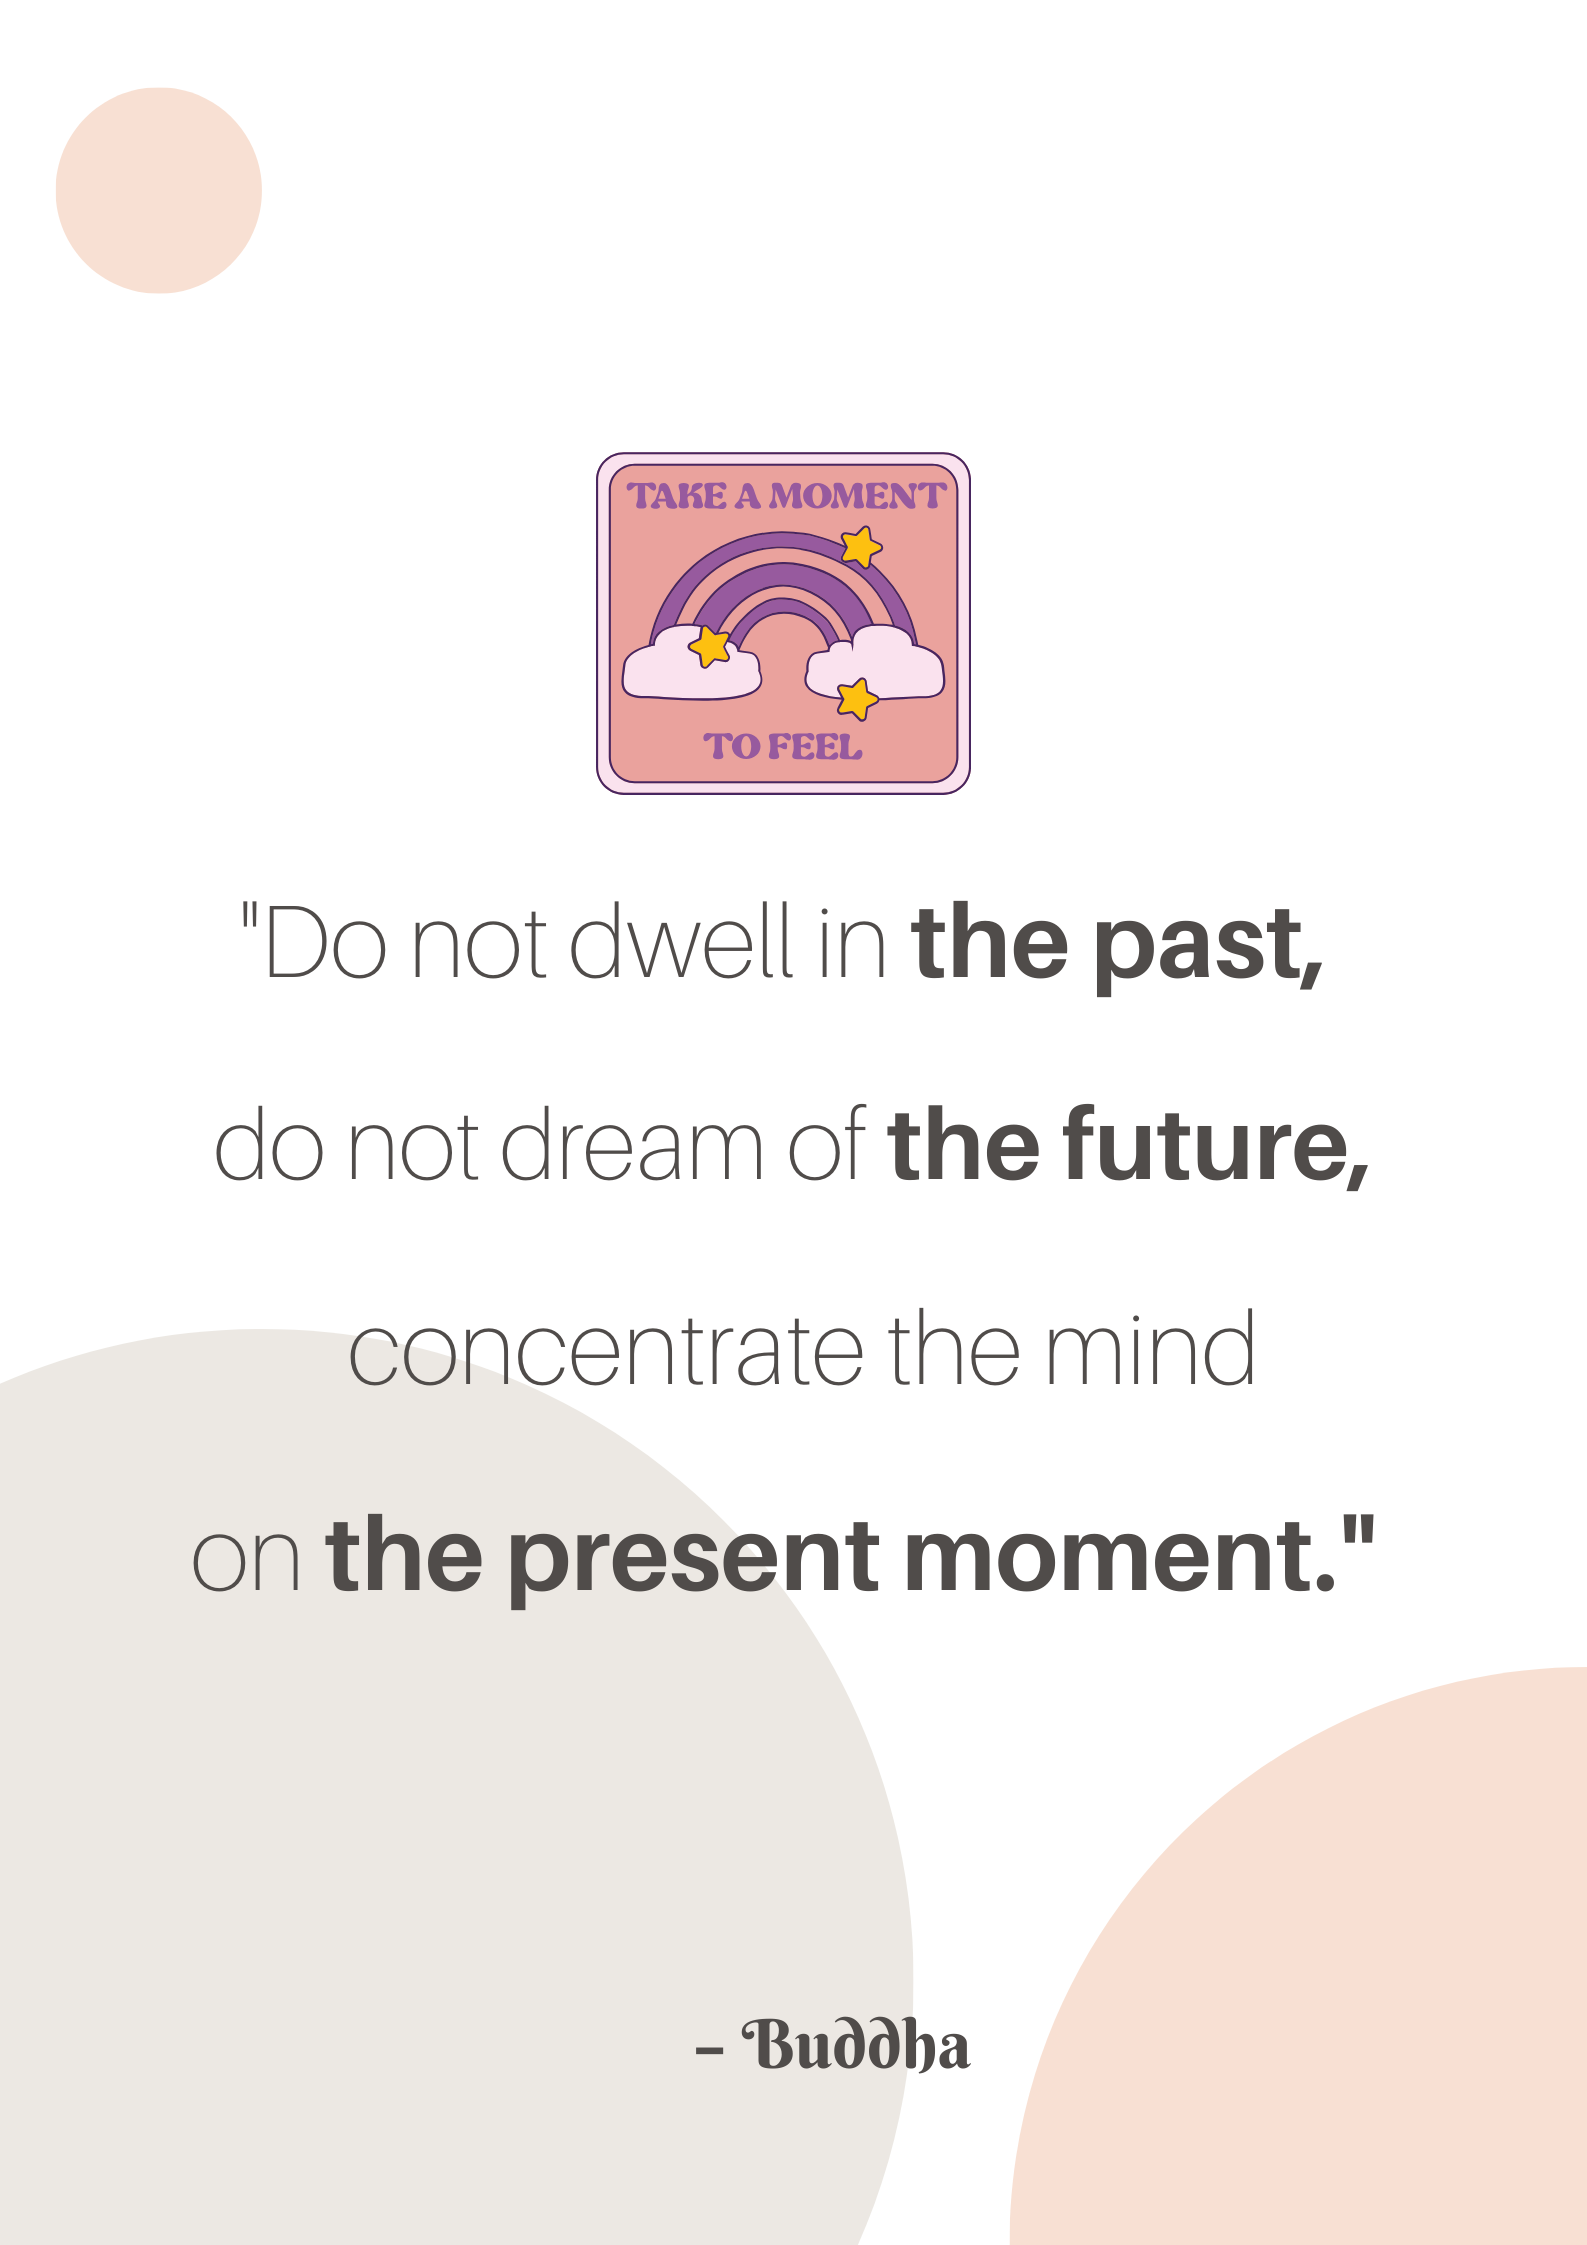 TAKE A MOMENT
TO FEEL
"Do not dwell in the past,
do not dream of the future,
concentrate the mind
on the present moment."
– Buddha